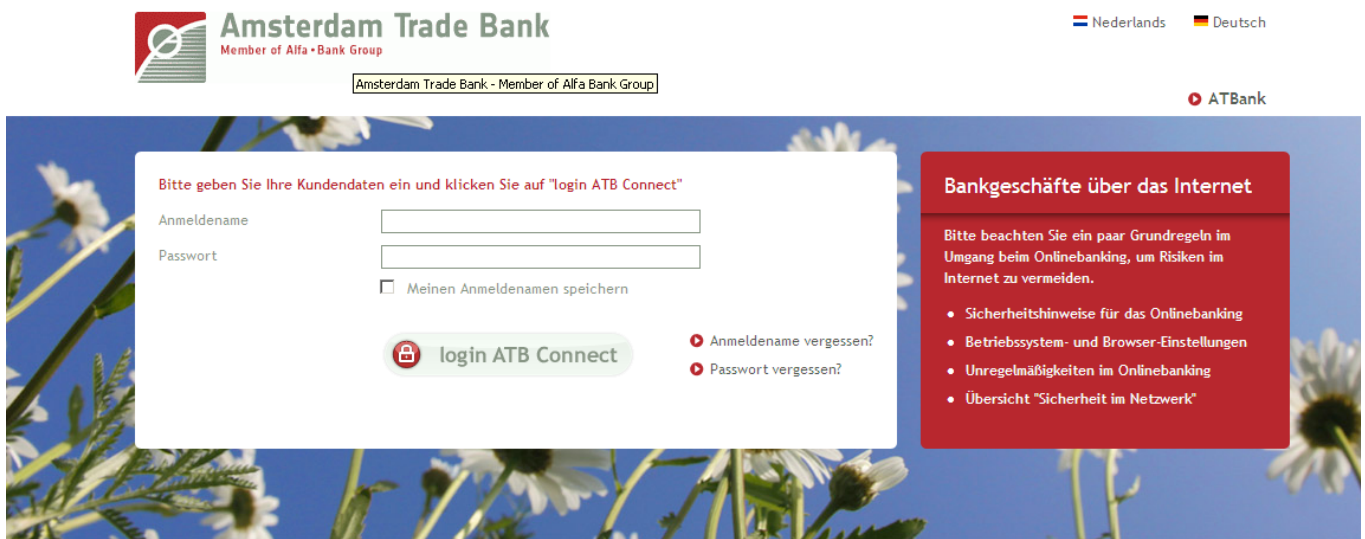 Amsterdam Trade Bank
Member of Alfa•Bank Group
Nederlands
Deutsch
Amsterdam Trade Bank - Member of Alfa Bank Group
ATBank
Bitte geben Sie Ihre Kundendaten ein und klicken Sie auf "login ATB Connect"
Anmeldename
Passwort
Meinen Anmeldenamen speichern
login ATB Connect
Anmeldename vergessen?
Passwort vergessen?
Bankgeschäfte über das Internet
Bitte beachten Sie ein paar Grundregeln im
Umgang beim Onlinebanking, um Risiken im
Internet zu vermeiden.
• Sicherheitshinweise für das Onlinebanking
• Betriebssystem- und Browser-Einstellungen
• Unregelmäßigkeiten im Onlinebanking
• Übersicht "Sicherheit im Netzwerk"